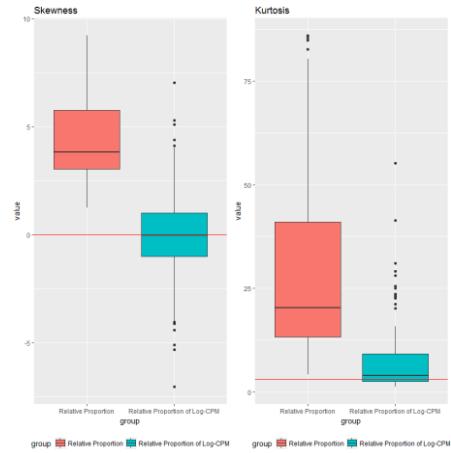 Skewness
10
5
0
-5
value
Relative Proportion Relative Proportion of Log-CPM
group
group Relative Proportion Relative Proportion of Log-CPM
Kurtosis
75
50
25
0
value
Relative Proportion Relative Proportion of Log-CPM
group
group Relative Proportion Relative Proportion of Log-CPM